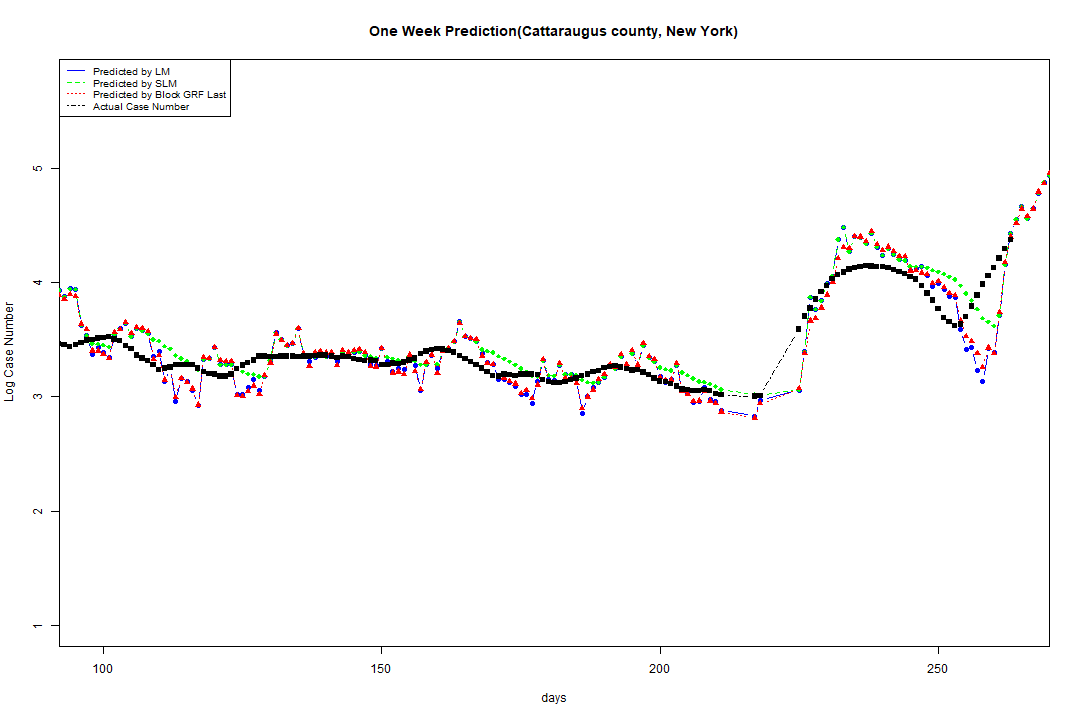 One Week Prediction(Cattaraugus county, New York)
Predicted by LM
Predicted by SLM
Predicted by Block GRF Last
Actual Case Number
5
4
3
2
1
Log Case Number
100 150 200 250
days